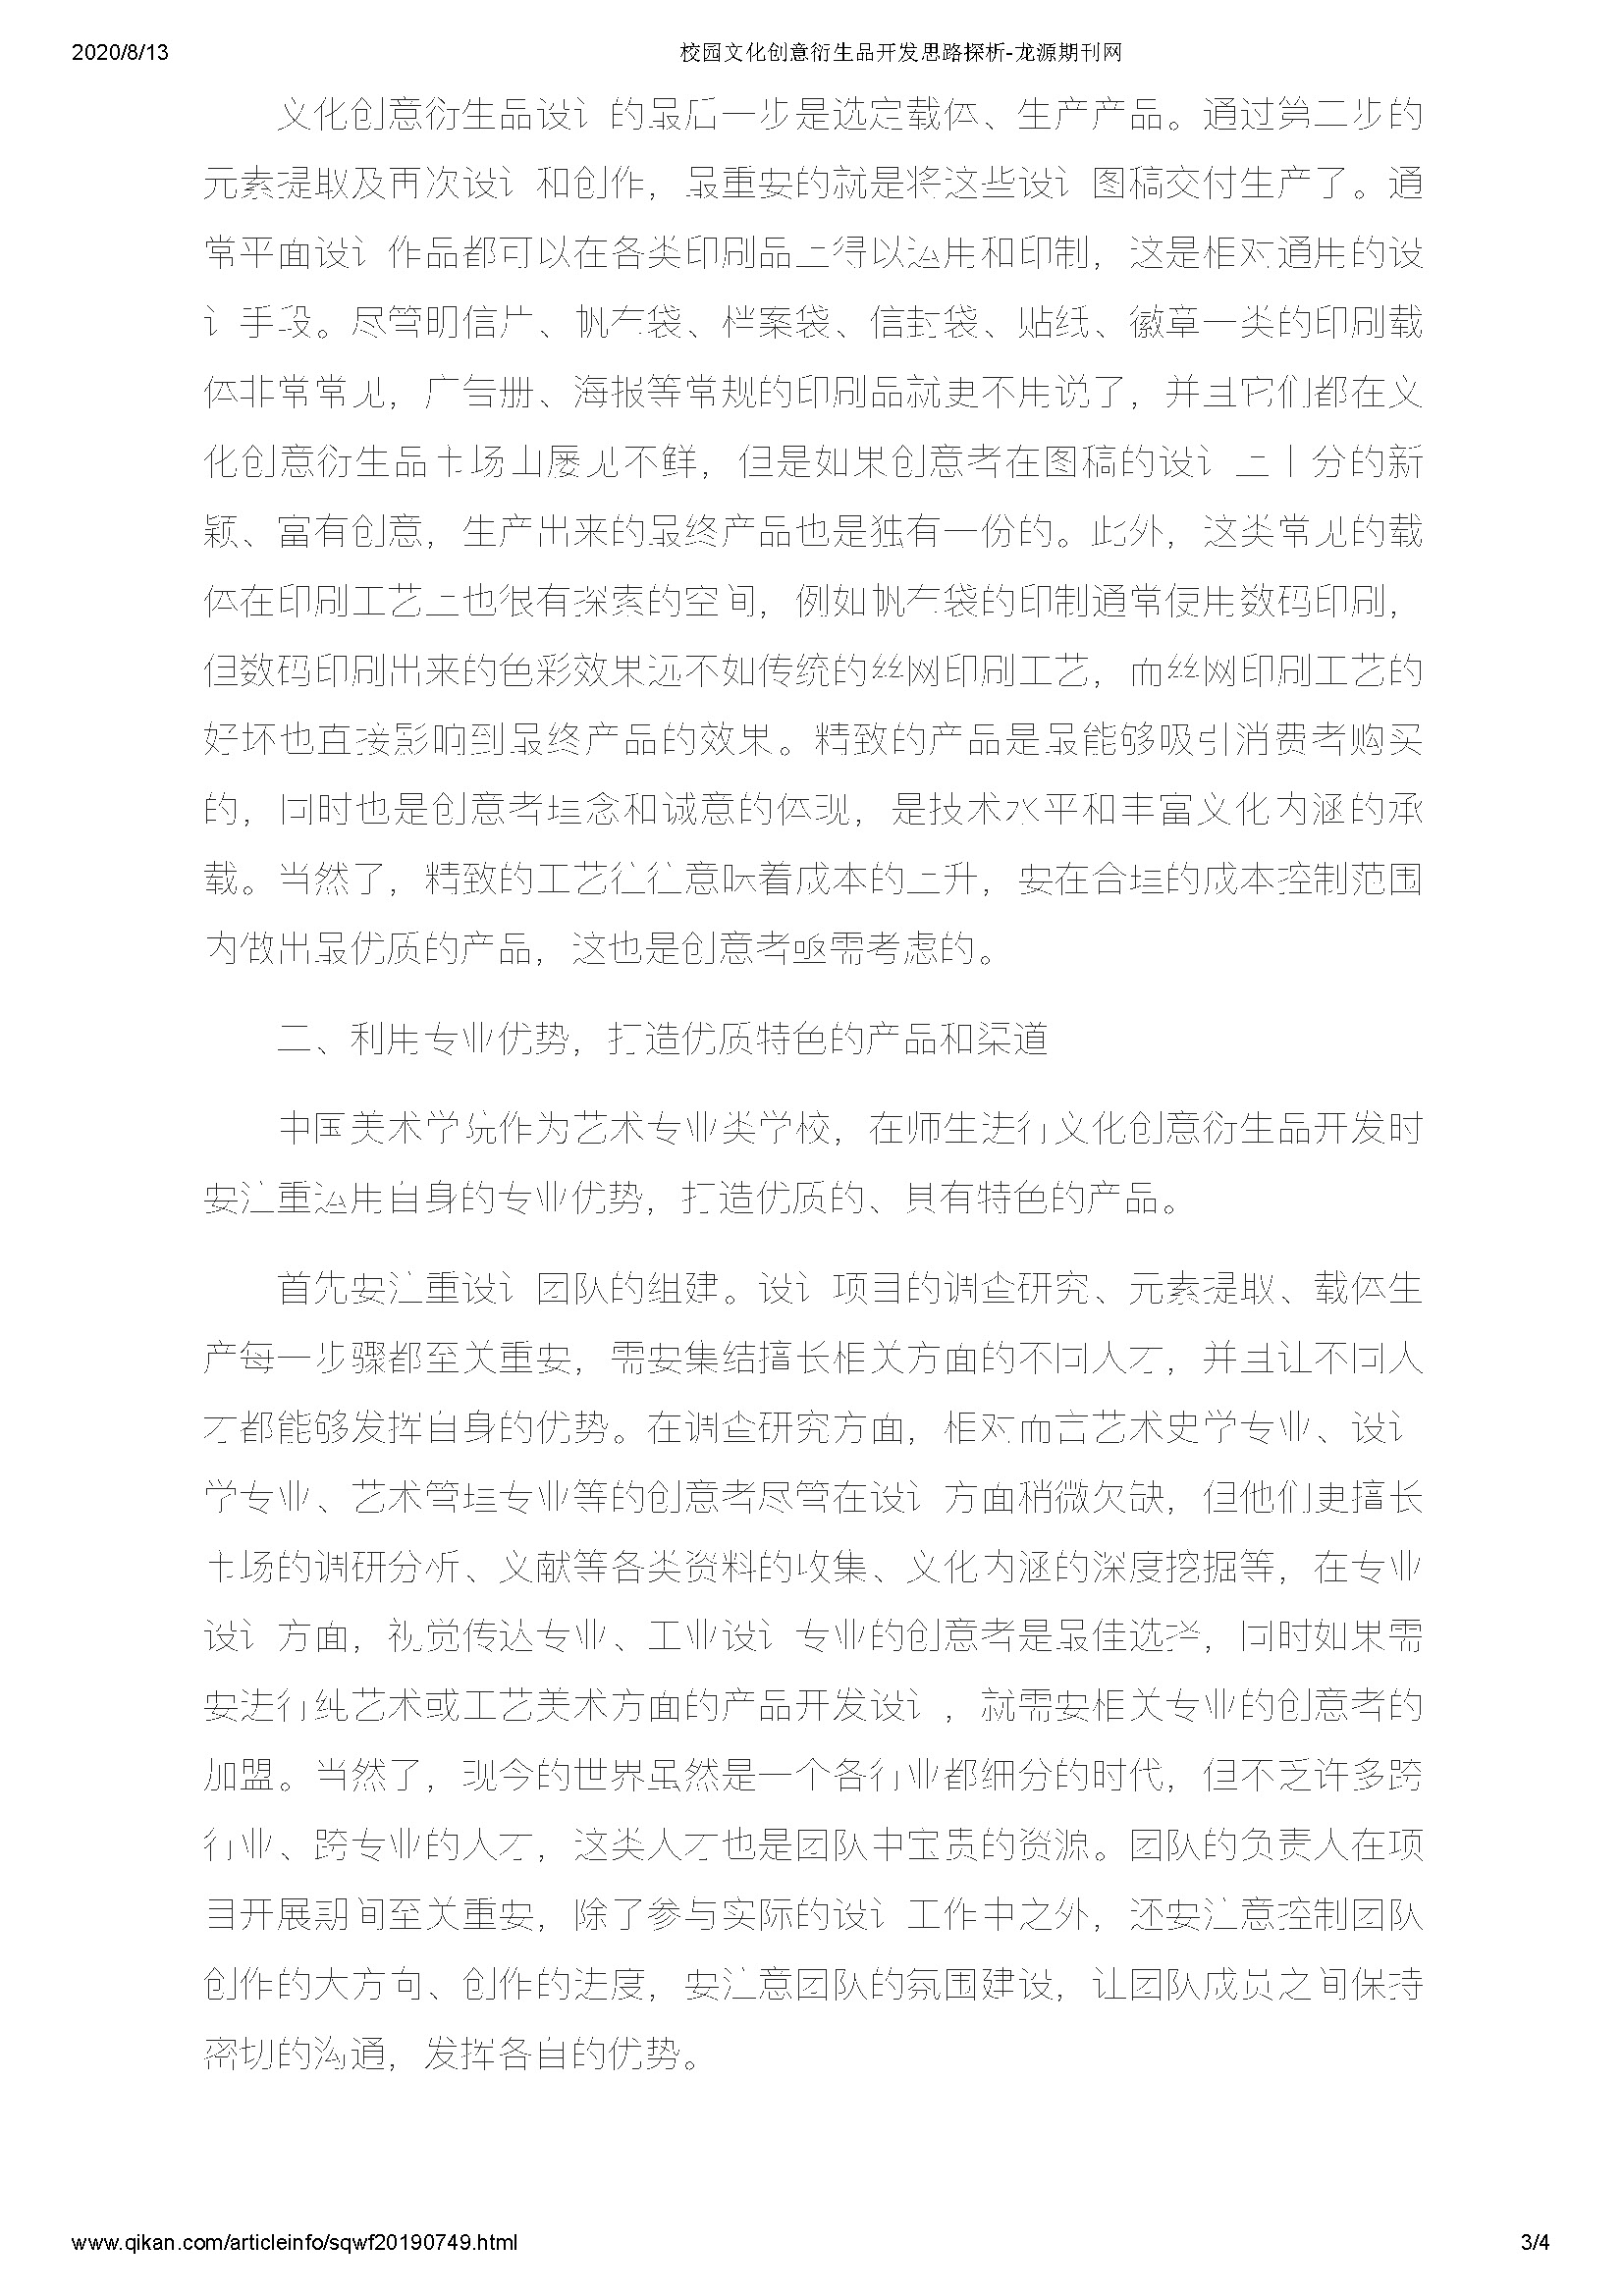 2020/8/13
校园文化创意衍生品开发思路探析-龙源期刊网
文化创意衍生品设计的最后一步是选定载体、生产产品。通过第二步的
元素提取及再次设计和创作，最重要的就是将这些设计图稿交付生产了。通
常平面设计作品都可以在各类印刷品上得以运用和印制，这是相对通用的设
计手段。尽管明信片、帆布袋、档案袋、信封袋、贴纸、徽章一类的印刷载
体非常常见，广告册、海报等常规的印刷品就更不用说了，并且它们都在文
化创意衍生品市场中屡见不鲜，但是如果创意者在图稿的设计上十分的新
颖、富有创意，生产出来的最终产品也是独有一份的。此外，这类常见的载
体在印刷工艺上也很有探索的空间，例如帆布袋的印制通常使用数码印刷，
但数码印刷出来的色彩效果远不如传统的丝网印刷工艺，而丝网印刷工艺的
好坏也直接影响到最终产品的效果。精致的产品是最能够吸引消费者购买
的，同时也是创意者理念和诚意的体现，是技术水平和丰富文化内涵的承
载。当然了，精致的工艺往往意味着成本的上升，要在合理的成本控制范围
内做出最优质的产品，这也是创意者亟需考虑的。
二、利用专业优势，打造优质特色的产品和渠道
中国美术学院作为艺术专业类学校，在师生进行文化创意衍生品开发时
要注重运用自身的专业优势，打造优质的、具有特色的产品。
首先要注重设计团队的组建。设计项目的调查研究、元素提取、载体生
产每一步骤都至关重要，需要集结擅长相关方面的不同人才，并且让不同人
才都能够发挥自身的优势。在调查研究方面，相对而言艺术史学专业、设计
学专业、艺术管理专业等的创意者尽管在设计方面稍微欠缺，但他们更擅长
市场的调研分析、文献等各类资料的收集、文化内涵的深度挖掘等，在专业
设计方面，视觉传达专业、工业设计专业的创意者是最佳选择，同时如果需
要进行纯艺术或工艺美术方面的产品开发设计，就需要相关专业的创意者的
加盟。当然了，现今的世界虽然是一个各行业都细分的时代，但不乏许多跨
行业、跨专业的人才，这类人才也是团队中宝贵的资源。团队的负责人在项
目开展期间至关重要，除了参与实际的设计工作中之外，还要注意控制团队
创作的大方向、创作的进度，要注意团队的氛围建设，让团队成员之间保持
密切的沟通，发挥各自的优势。
www.qikan.com/articleinfo/sqwf20190749.html
3/4